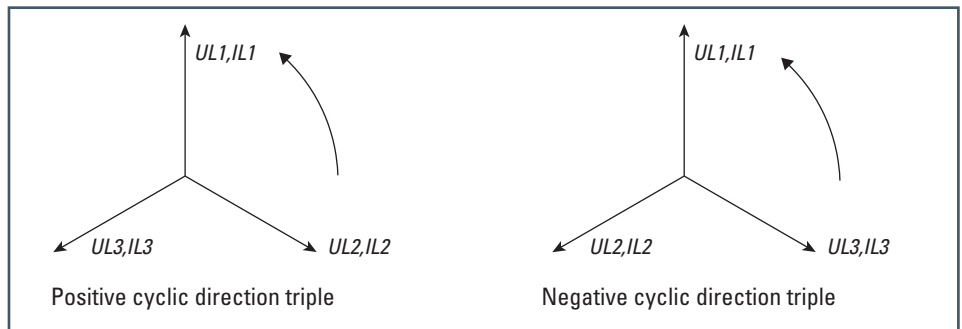 UL1,IL1
UL3,IL3
UL2,IL2
Positive cyclic direction triple
UL1,IL1
UL2,IL2
UL3,IL3
Negative cyclic direction triple